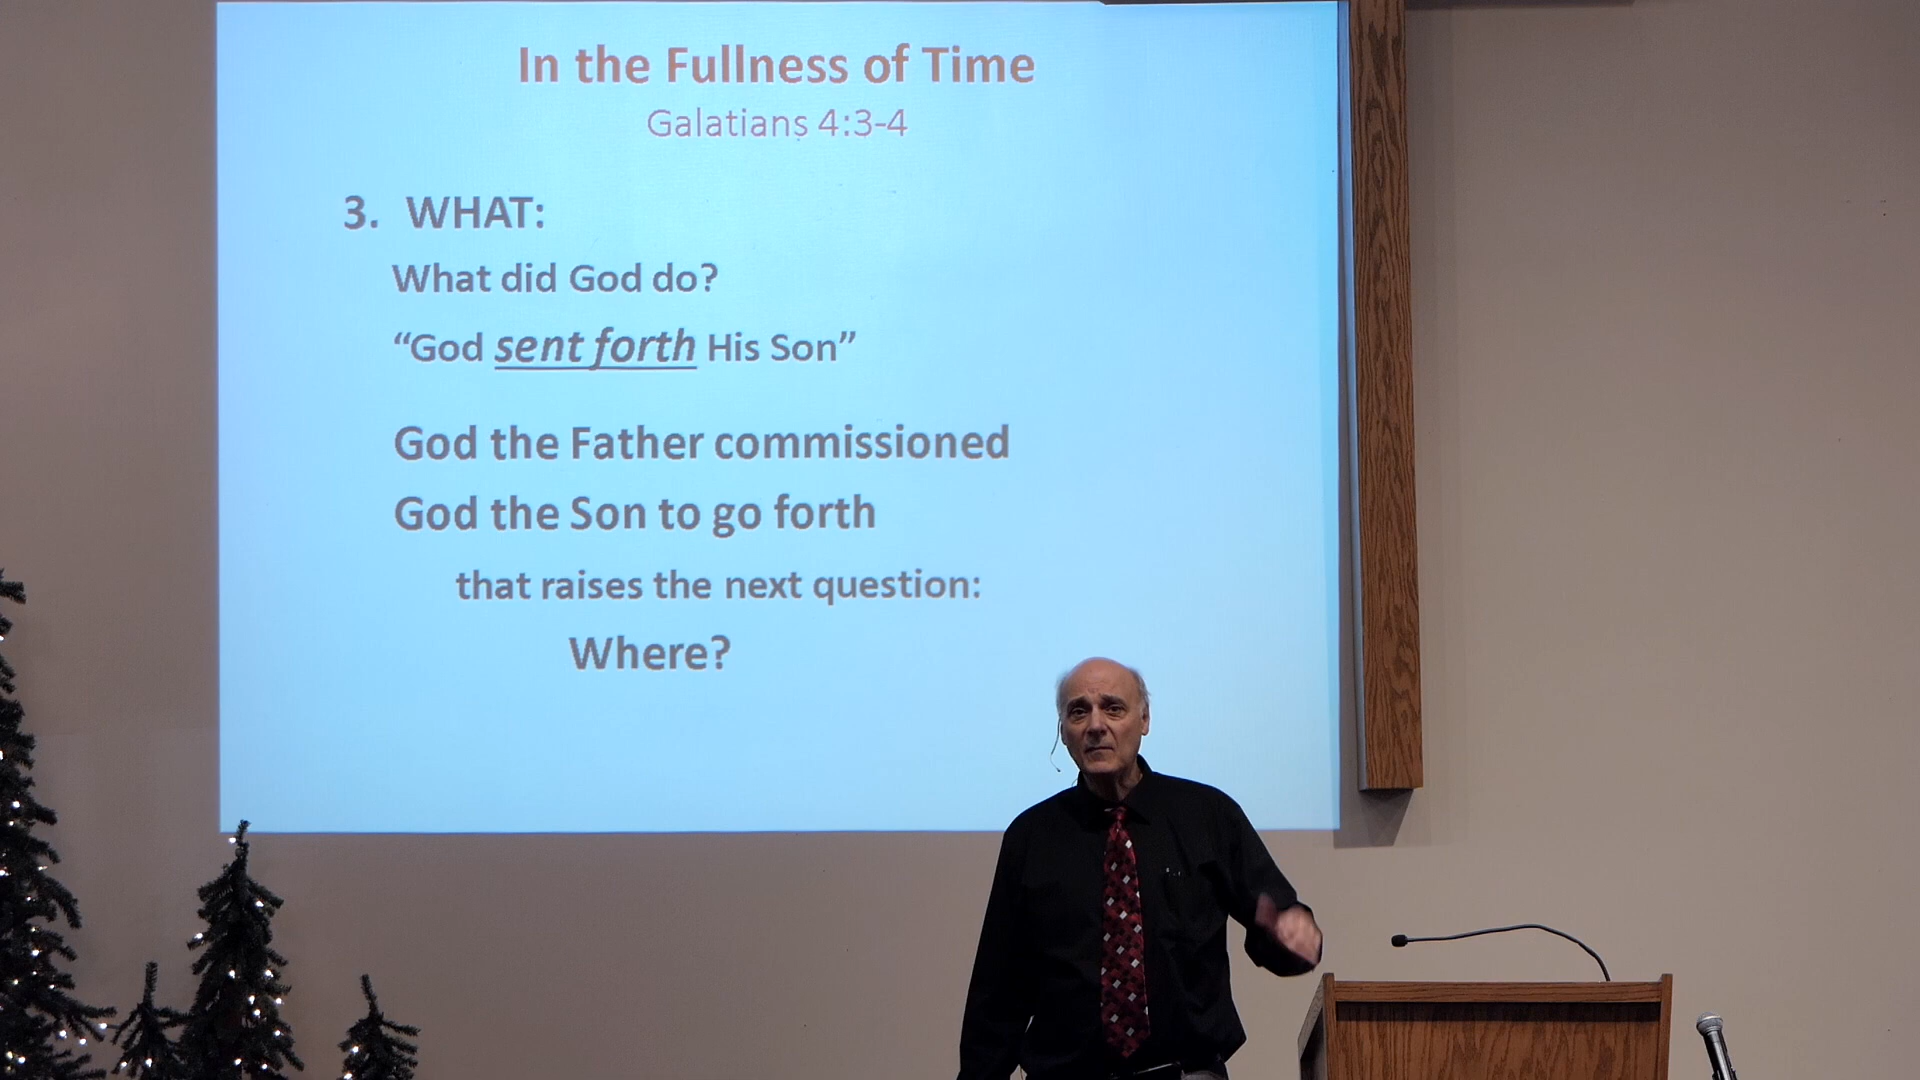 In the Fullness of Time
Galatians 4:3-4
3. WHAT:
What did God do?
“God sent forth His Son”
God the Father commissioned
God the Son to go forth
that raises the next question:
Where?